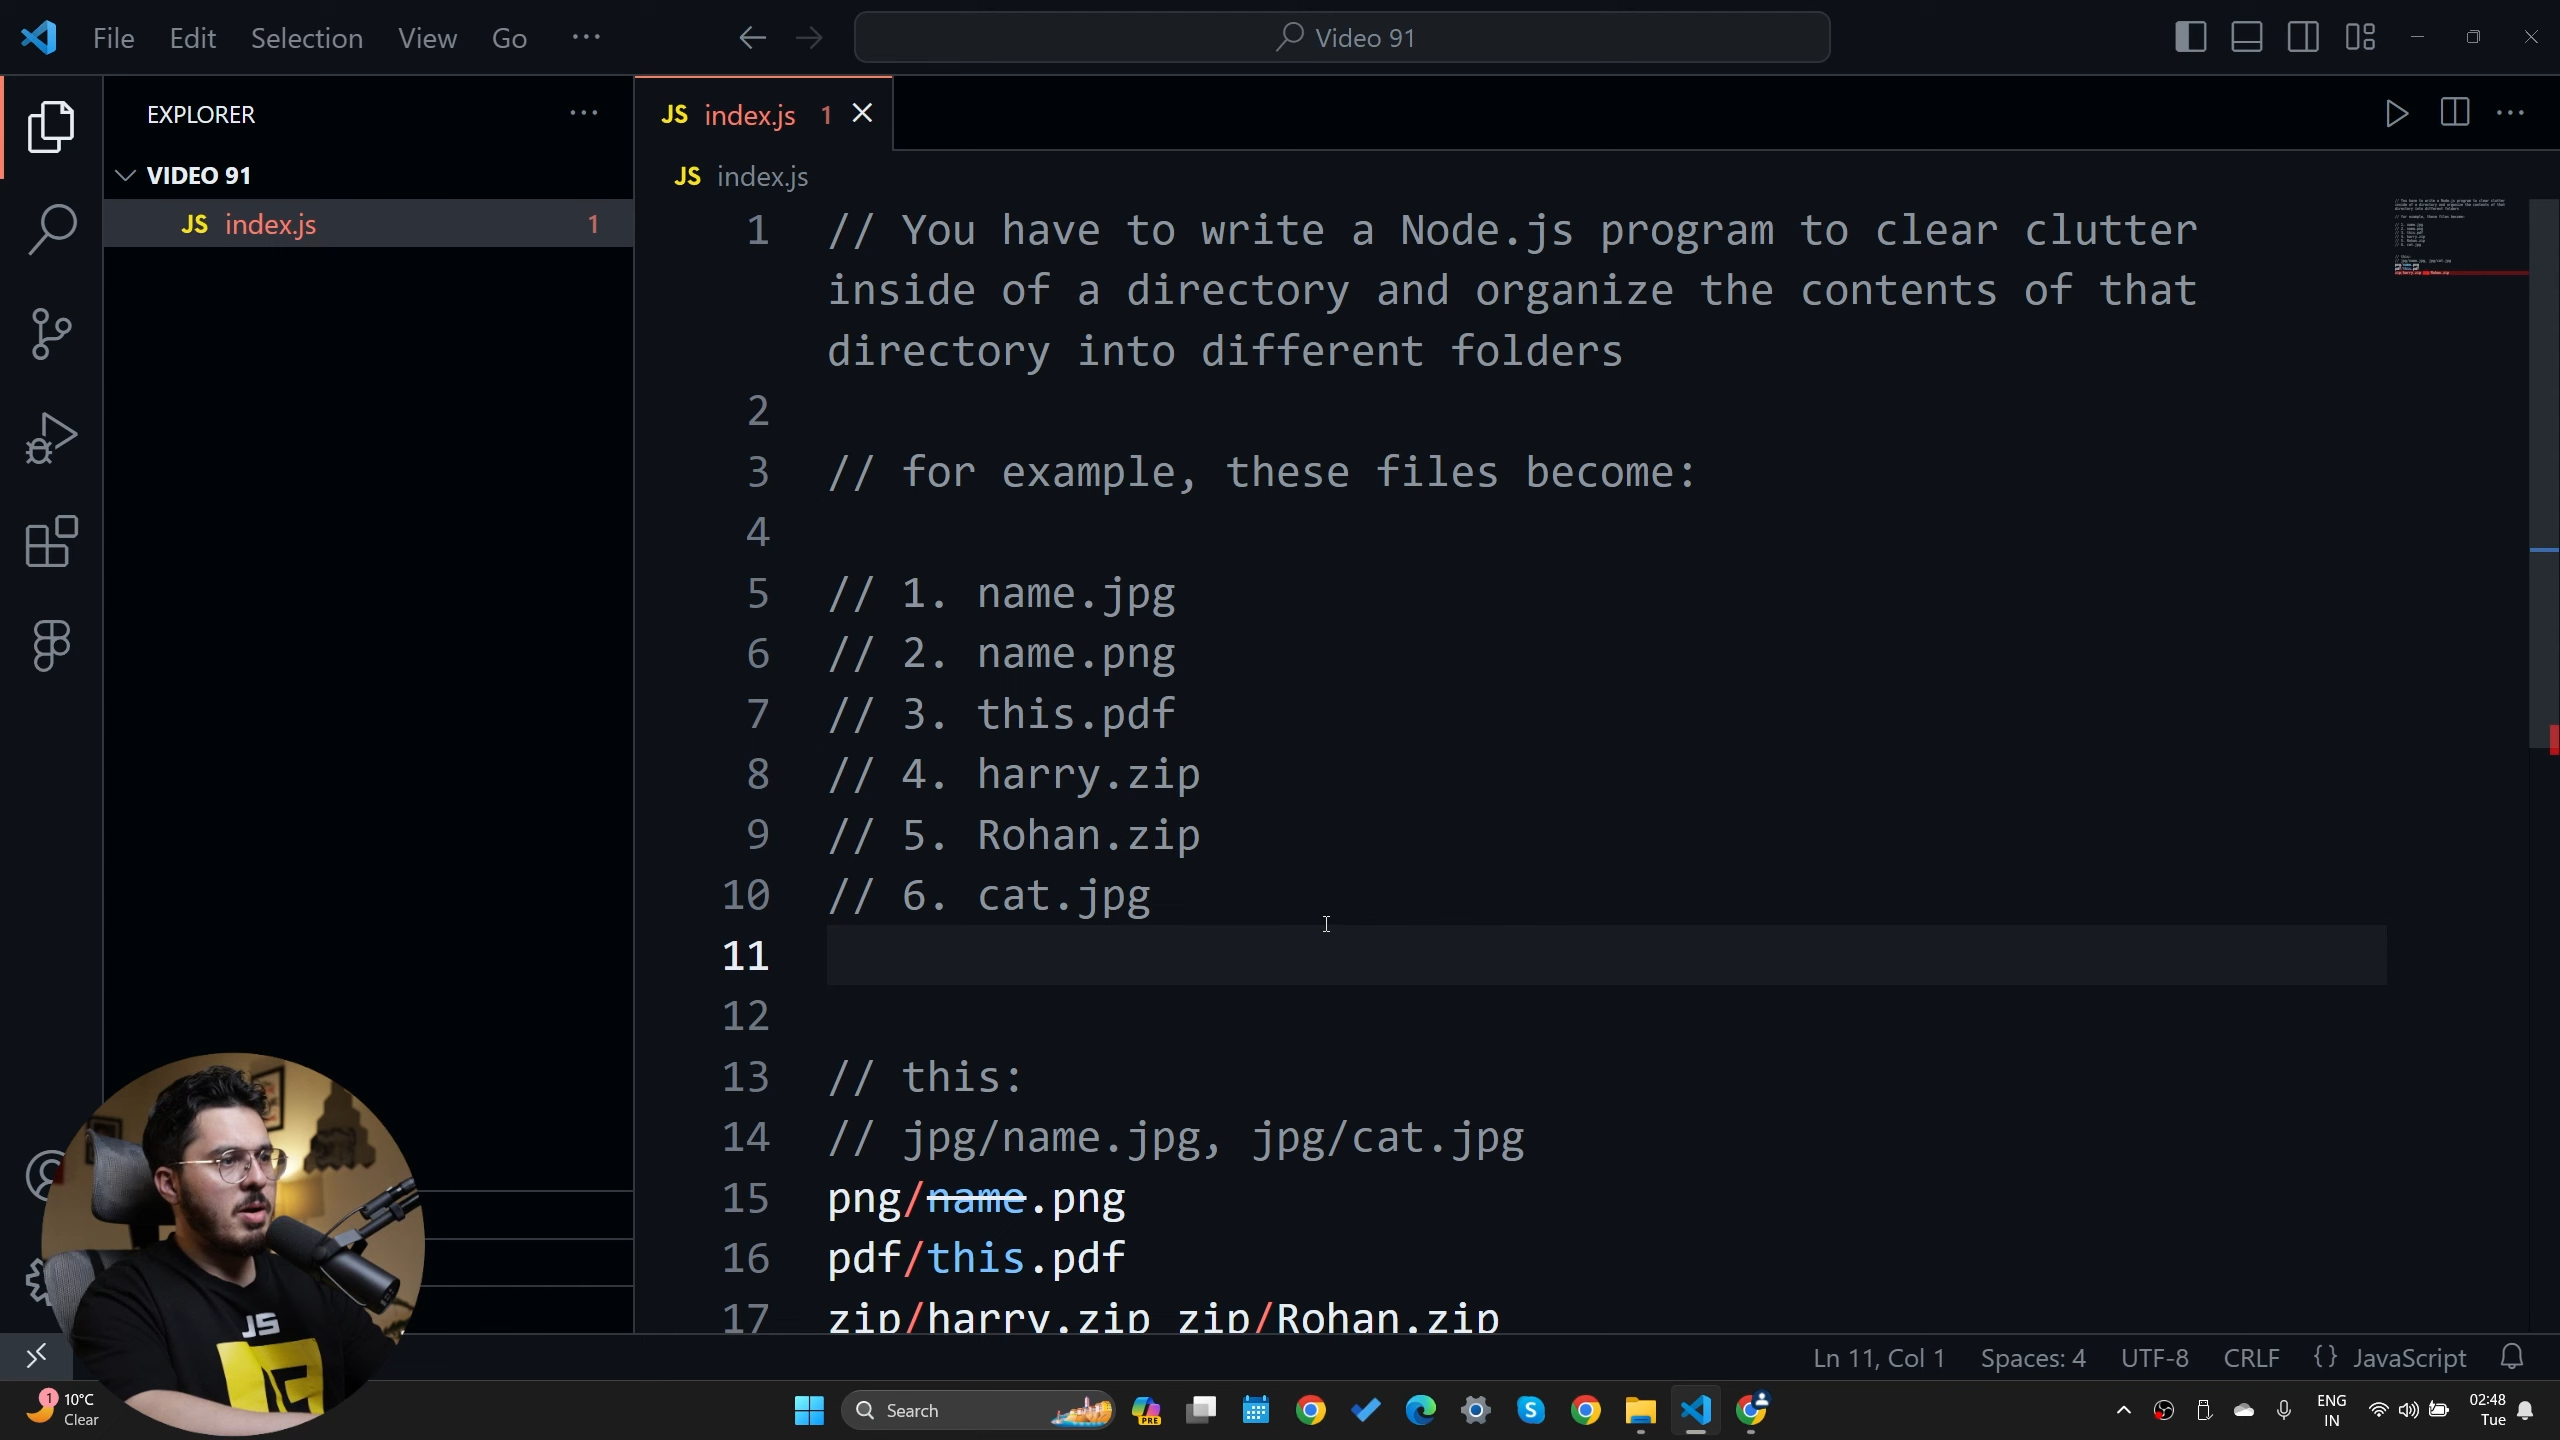 File Edit Selection View Go ··· Video 91
EXPLORER ···
VIDEO 91
JS index.js 1
JS index.js 1
JS index.js
1 // You have to write a Node.js program to clear clutter
inside of a directory and organize the contents of that
directory into different folders
2
3 // for example, these files become:
4
5 // 1. name.jpg
6 // 2. name.png
7 // 3. this.pdf
8 // 4. harry.zip
9 // 5. Rohan.zip
10 // 6. cat.jpg
11
12
13 // this:
14 // jpg/name.jpg, jpg/cat.jpg
15 png/name.png
16 pdf/this.pdf
17 zip/harry.zip zip/Rohan.zip
JS
Ln 11, Col 1 Spaces: 4 UTF-8 CRLF {} JavaScript
1 10°C
Clear
Search
PRE
ENG
IN
02:48
Tue